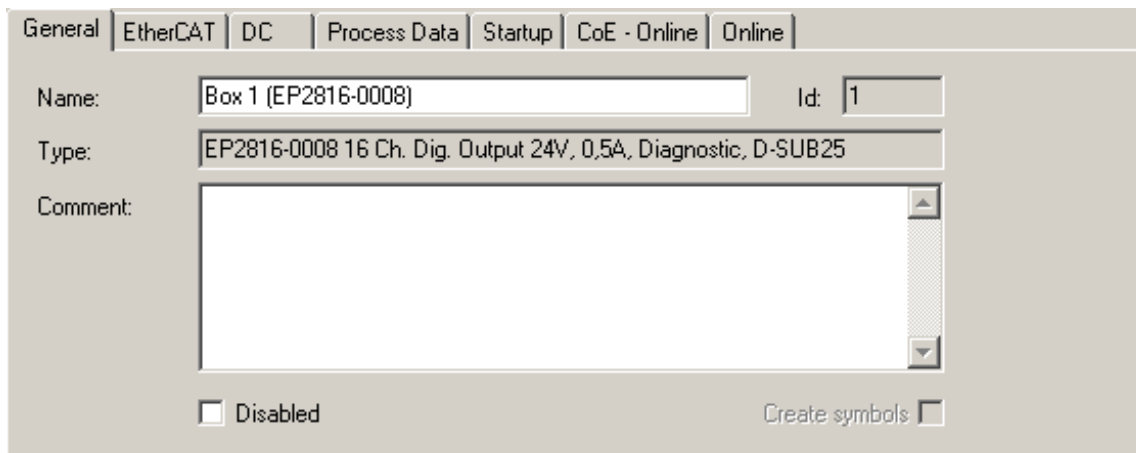 General EtherCAT DC Process Data Startup CoE - Online Online
Name: Box 1 (EP2816-0008) Id: 1
Type: EP2816-0008 16 Ch. Dig. Output 24V, 0,5A, Diagnostic, D-SUB25
Comment:
Disabled Create symbols